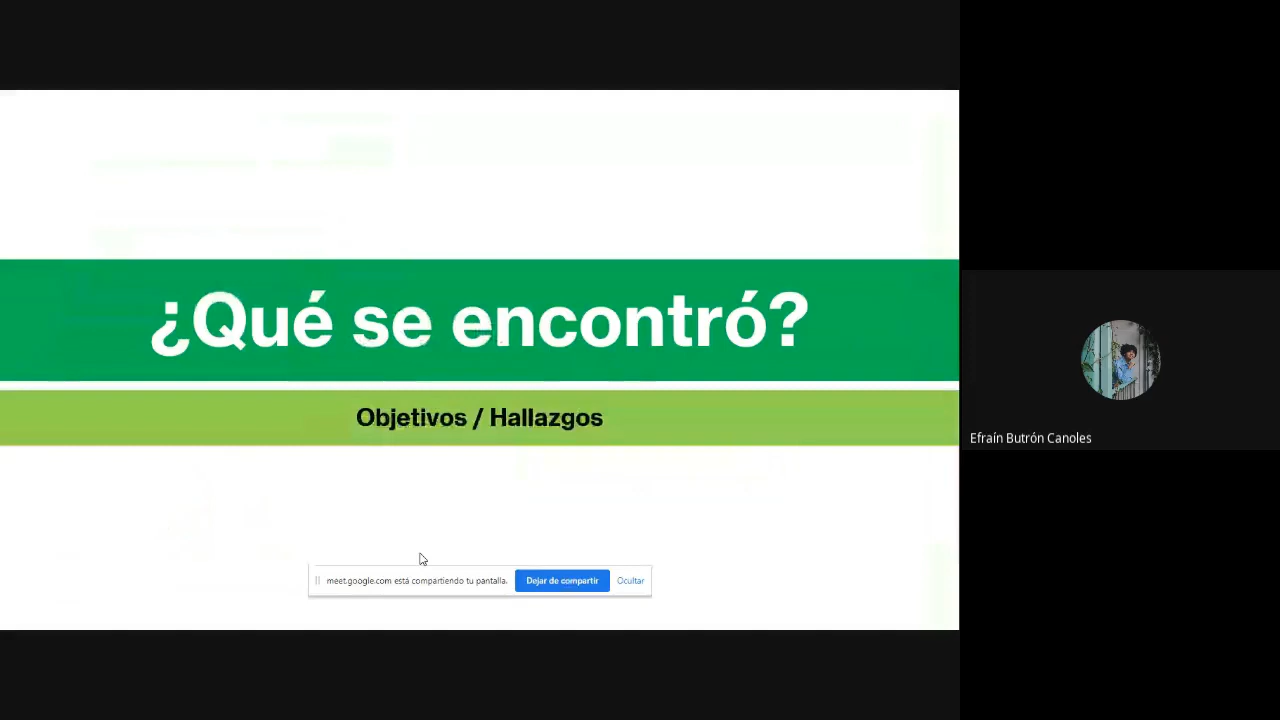 ¿Qué se encontró?
Objetivos / Hallazgos
meet.google.com está compartiendo tu pantalla.
Dejar de compartir
Ocultar
Efraín Butrón Canoles